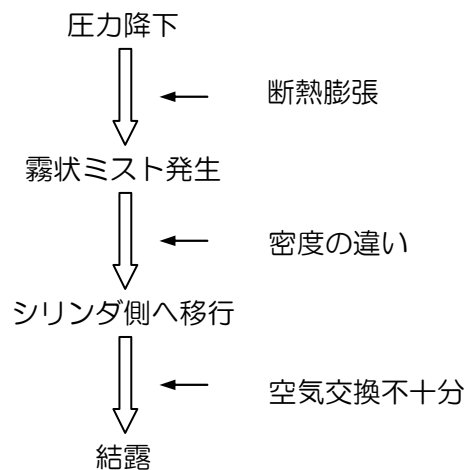 圧力降下
断熱膨張
霧状ミスト発生
密度の違い
シリンダ側へ移行
空気交換不十分
結露